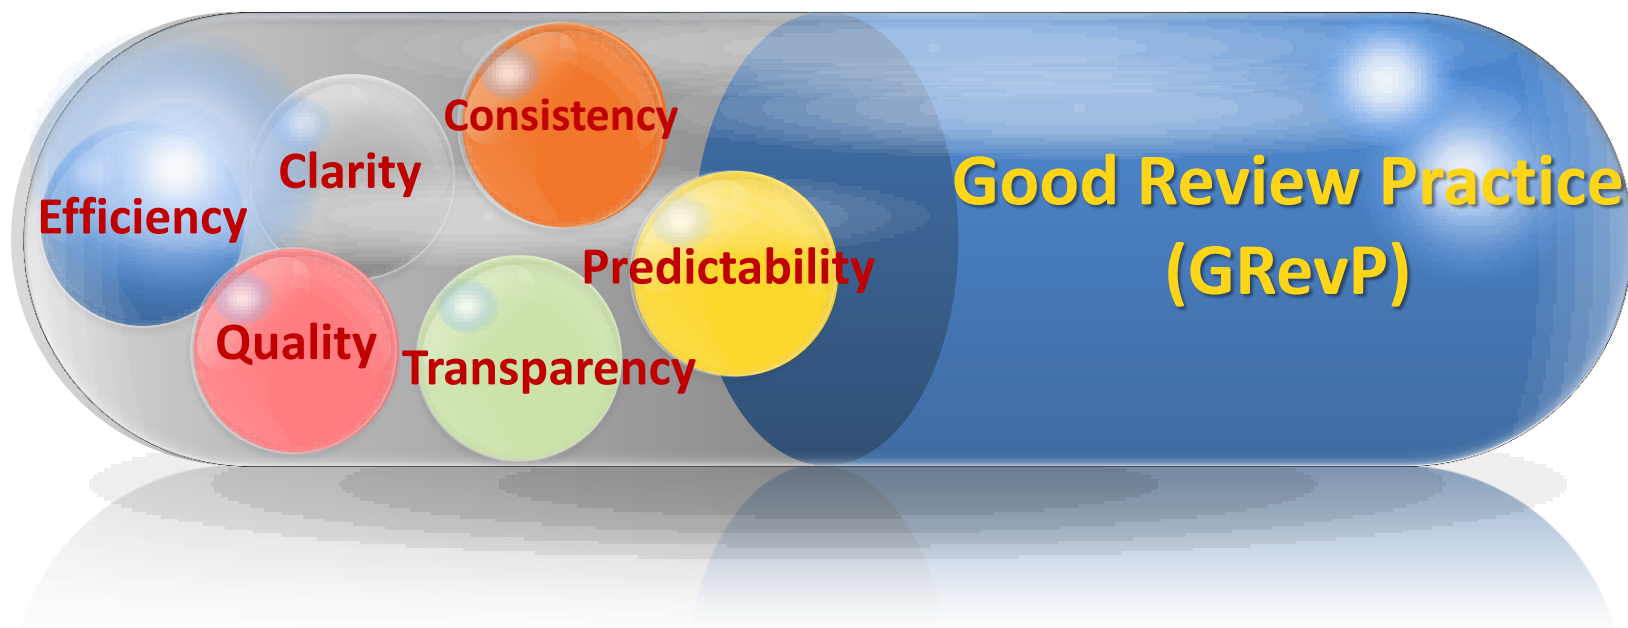 Consistency
Clarity
Efficiency
Predictability
Quality
Transparency
Good Review Practice
(GRevP)